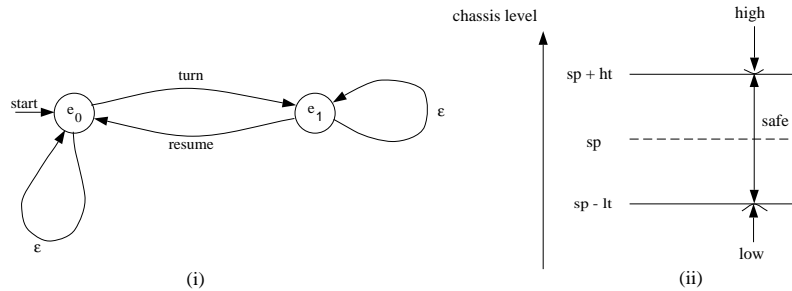 turn
start
e0
e1
ε
resume
ε
(i)
chassis level
high
sp + ht
safe
sp
sp - lt
low
(ii)